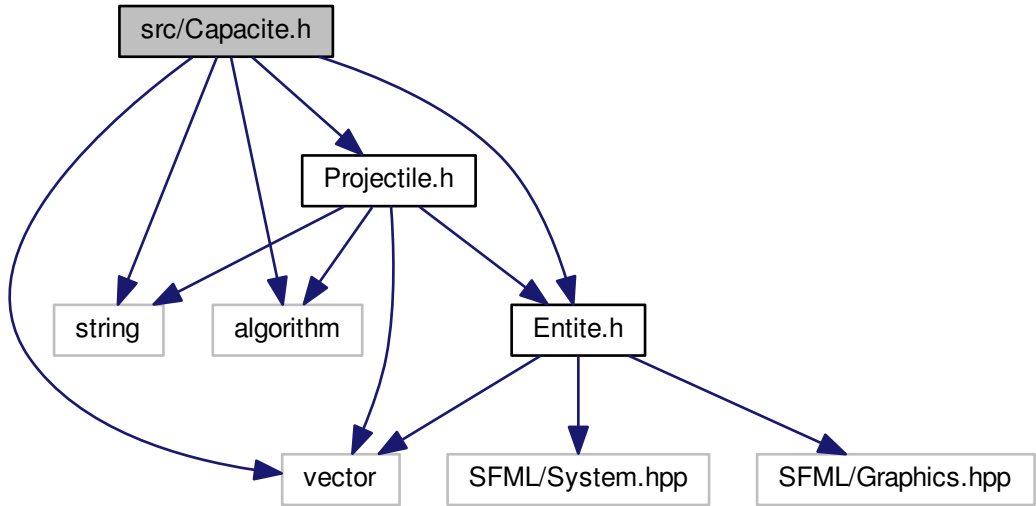 src/Capacite.h
Projectile.h
string
algorithm
Entite.h
vector
SFML/System.hpp
SFML/Graphics.hpp